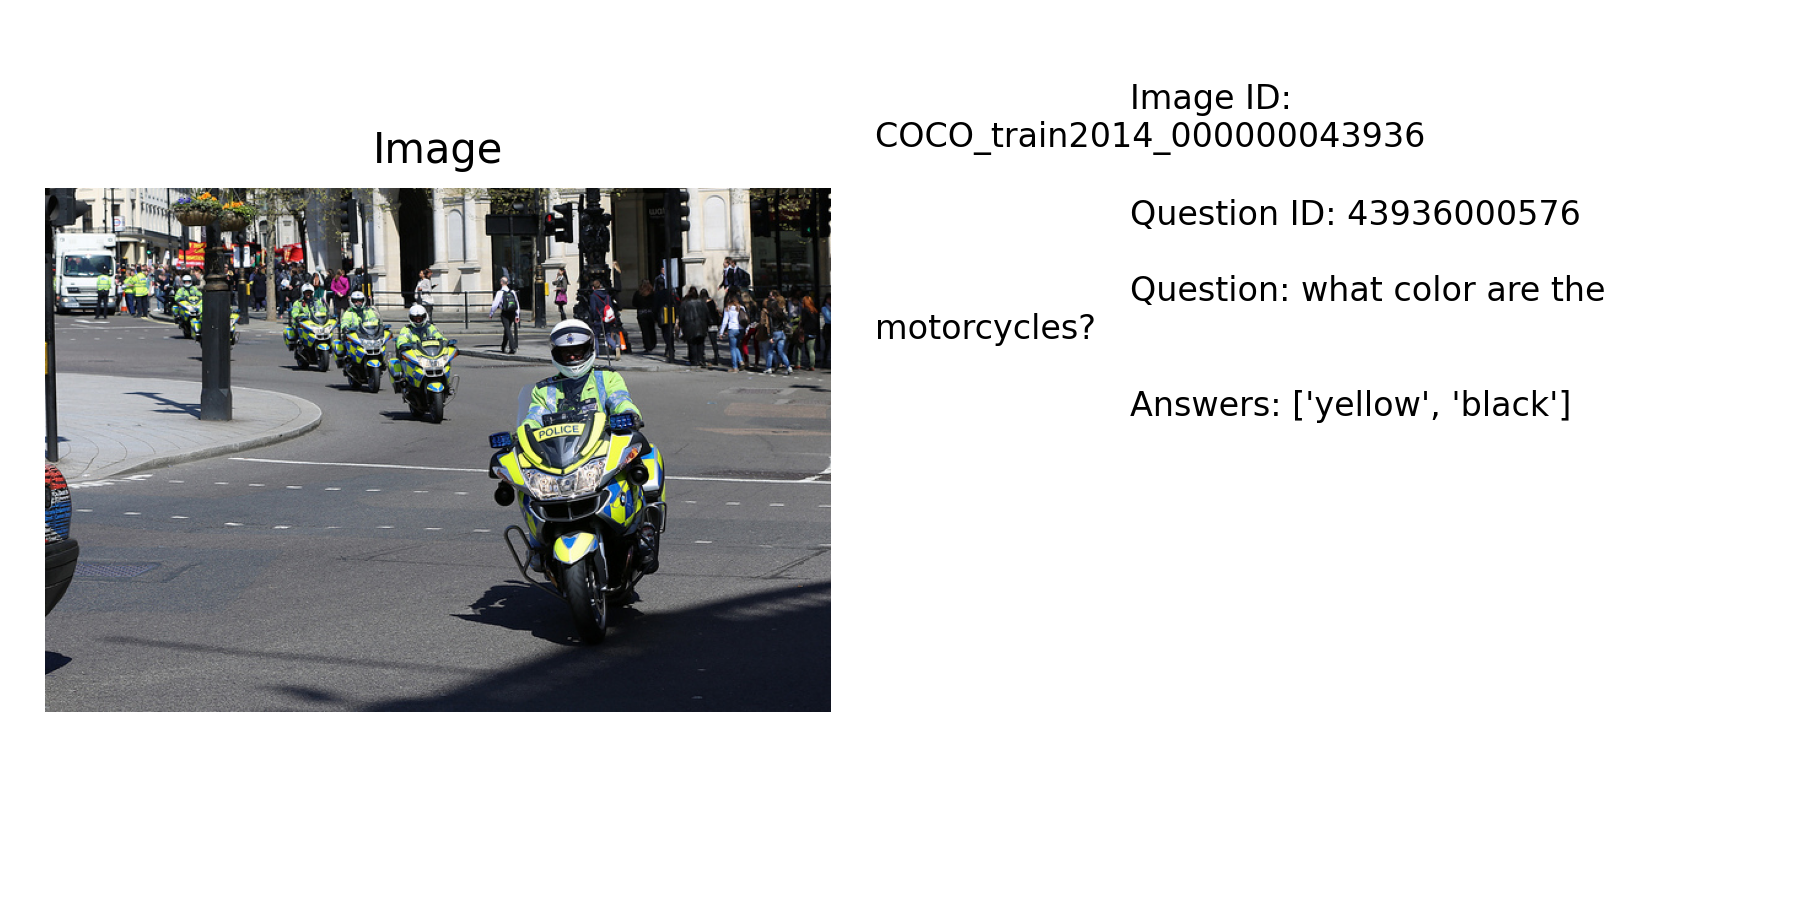 Image
POLICE
Image ID:
COCO_train2014_000000043936
Question ID: 43936000576
Question: what color are the
motorcycles?
Answers: ['yellow', 'black']